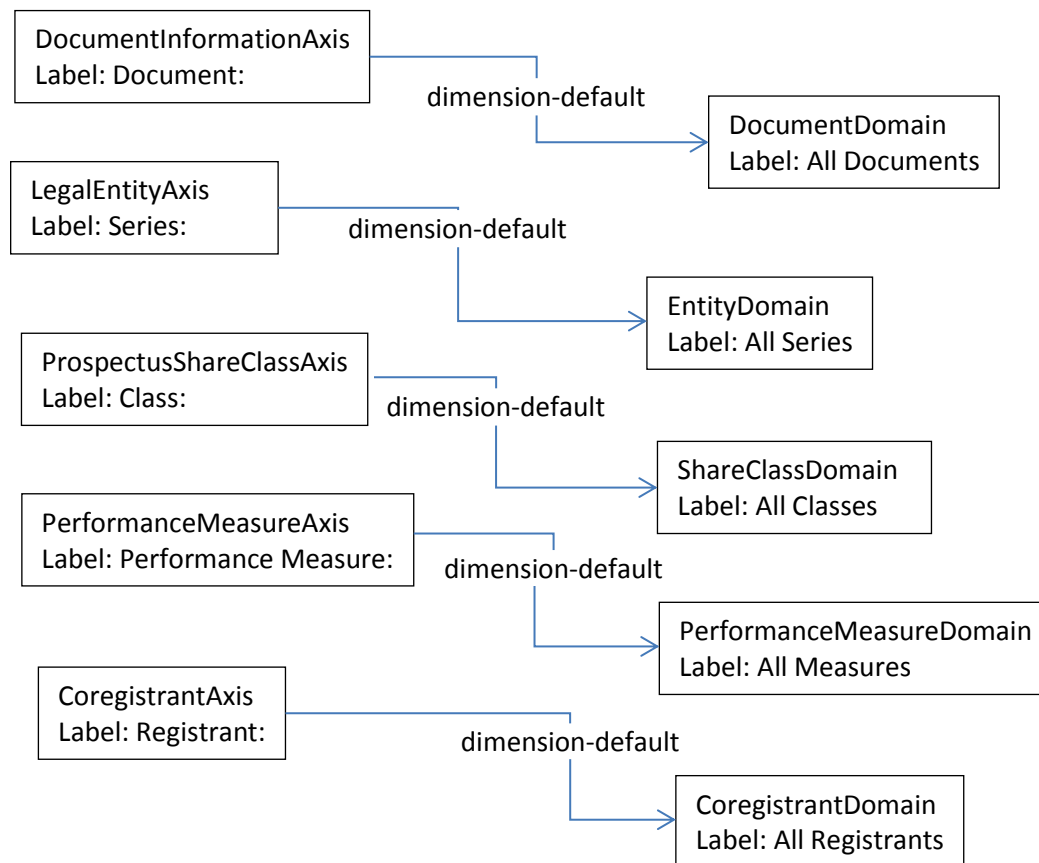 DocumentInformationAxis
Label: Document:
dimension-default
DocumentDomain
Label: All Documents
LegalEntityAxis
Label: Series:
dimension-default
EntityDomain
Label: All Series
ProspectusShareClassAxis
Label: Class:
dimension-default
ShareClassDomain
Label: All Classes
PerformanceMeasureAxis
Label: Performance Measure:
dimension-default
PerformanceMeasureDomain
Label: All Measures
CoregistrantAxis
Label: Registrant:
dimension-default
CoregistrantDomain
Label: All Registrants